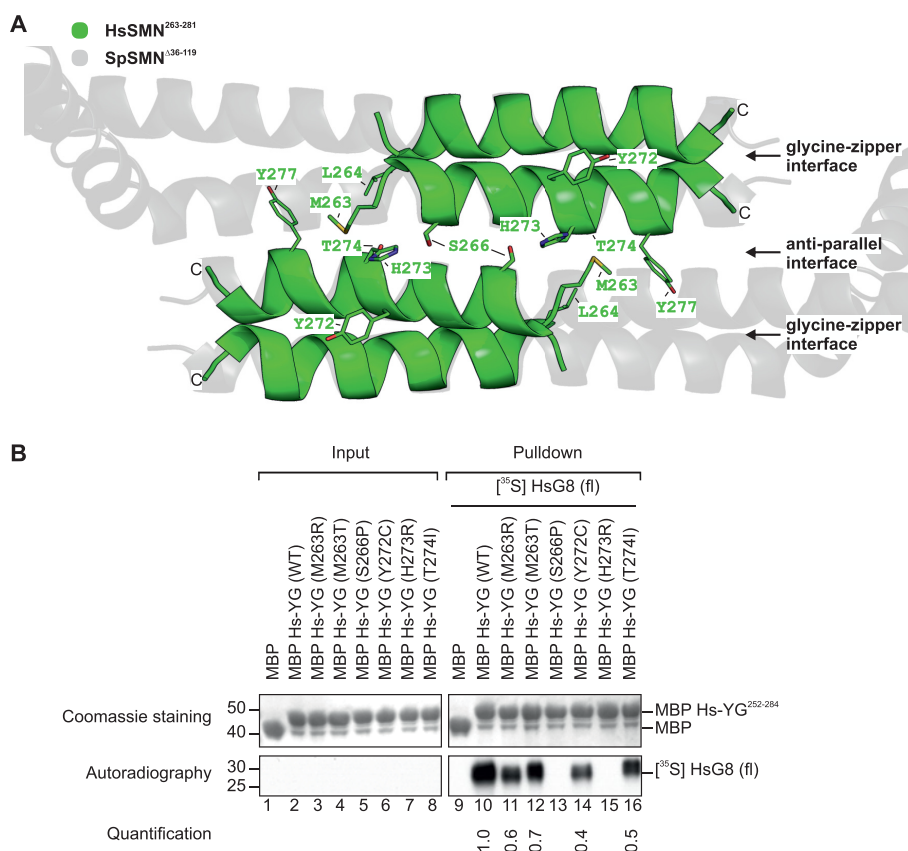 A
HsSMN263-281
SpSMNΔ36-119
C
Y272
glycine-zipper
interface
Y277
L264
M263
C
H273
T274
S266
T274
anti-parallel
interface
H273
C
M263
L264
Y277
Y272
glycine-zipper
interface
C
B
Input
Pulldown
[35S] HsG8 (fl)
MBP
MBP Hs-YG (WT)
MBP Hs-YG (M263R)
MBP Hs-YG (M263T)
MBP Hs-YG (S266P)
MBP Hs-YG (Y272C)
MBP Hs-YG (H273R)
MBP Hs-YG (T274I)
MBP
MBP Hs-YG (WT)
MBP Hs-YG (M263R)
MBP Hs-YG (M263T)
MBP Hs-YG (S266P)
MBP Hs-YG (Y272C)
MBP Hs-YG (H273R)
MBP Hs-YG (T274I)
Coomassie staining
50
40
MBP Hs-YG252-284
MBP
Autoradiography
30
25
[35S] HsG8 (fl)
1 2 3 4 5 6 7 8 9 10 11 12 13 14 15 16
Quantification
1.0 0.6 0.7 0.4 0.5